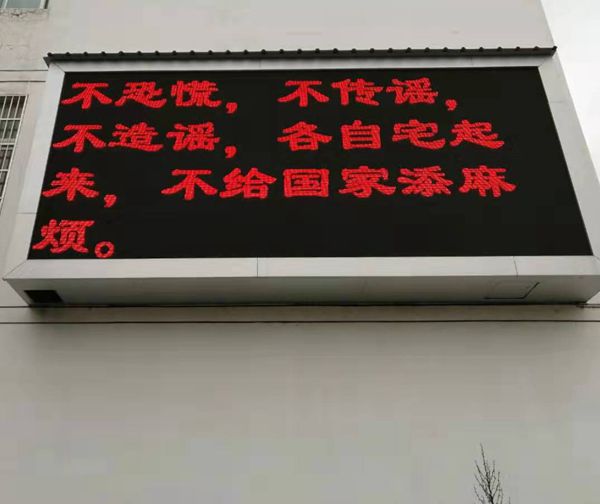 不恐慌，不传谣，
不造谣，各自宅起
来，不给国家添麻
烦。